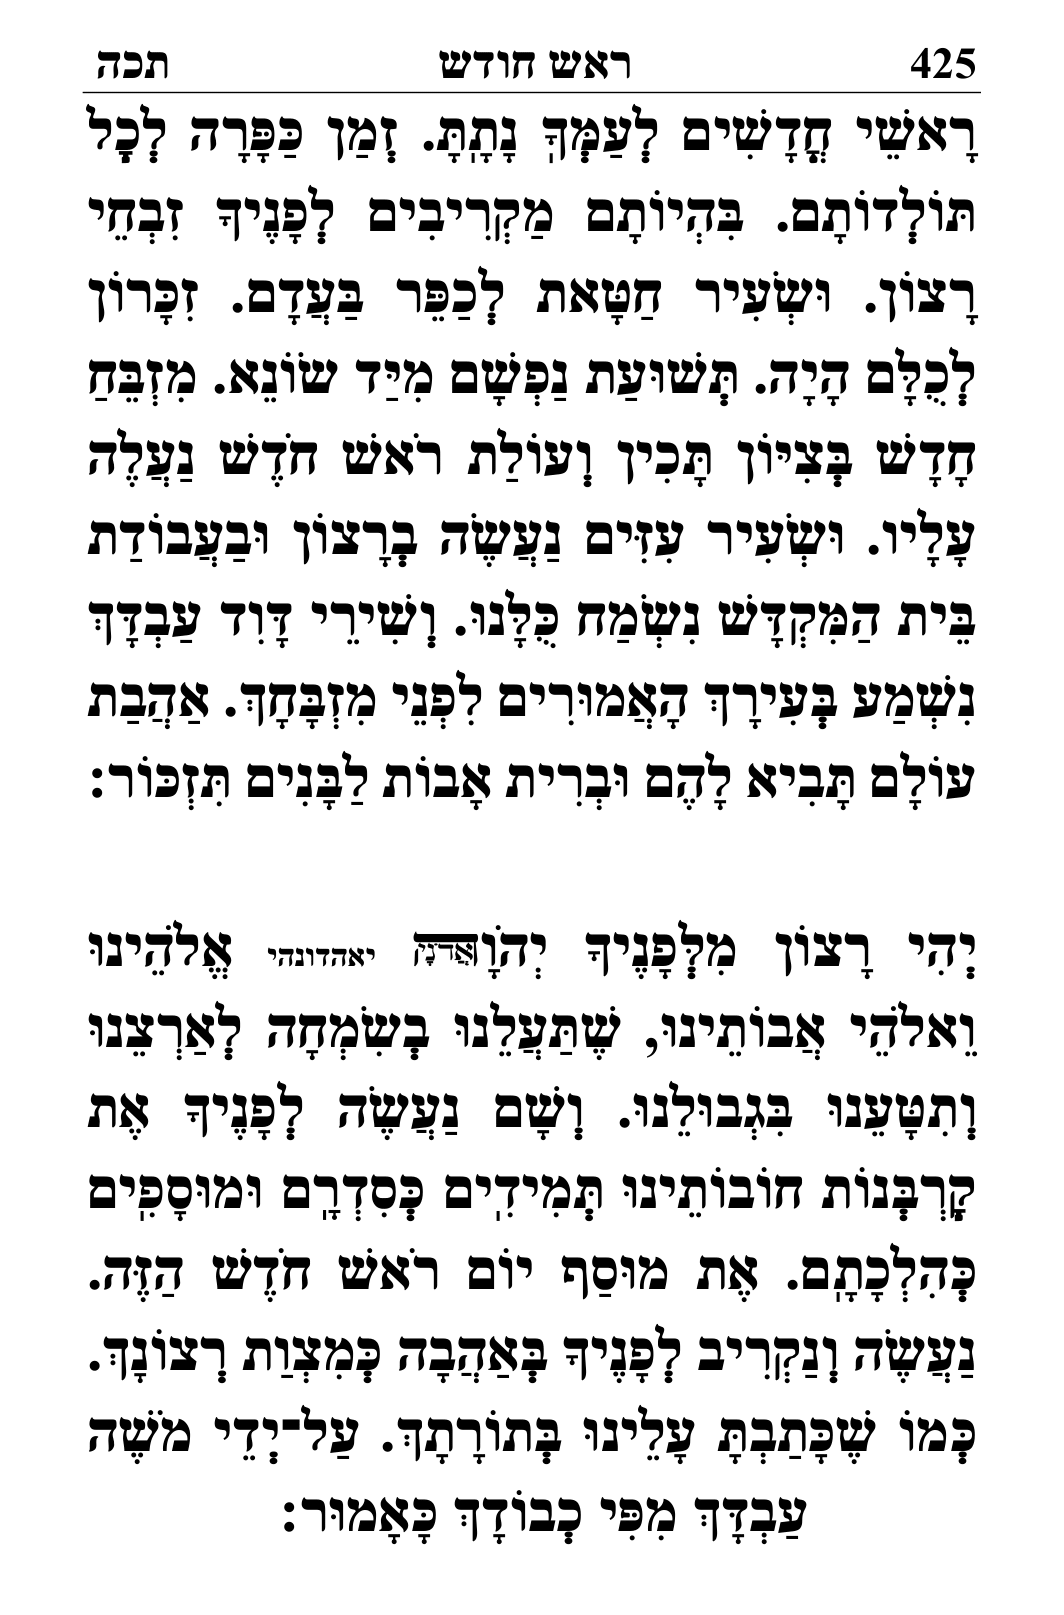 425 ראש חודש תכה
רָאשֵׁי חֳדָשִׁים לְעַמְּךָ נָתָתָּ. זְמַן כַּפָּרָה לְכָל
תּוֹלְדוֹתָם. בִּהְיוֹתָם מַקְרִיבִים לְפָנֶיךָ זִבְחֵי
רָצוֹן. וּשְׂעִיר חַטָּאת לְכַפֵּר בַּעֲדָם. זִכָּרוֹן
לְכֻלָּם הָיָה. תְּשׁוּעַת נַפְשָׁם מִיַּד שׂוֹנֵא. מִזְבֵּחַ
חָדָשׁ בְּצִיּוֹן תָּכִין וְעוֹלַת רֹאשׁ חֹדֶשׁ נַעֲלֶה
עָלָיו. וּשְׂעִיר עִזִּים נַעֲשֶׂה בְרָצוֹן וּבַעֲבוֹדַת
בֵּית הַמִּקְדָּשׁ נִשְׂמַח כֻּלָּנוּ. וְשִׁירֵי דָּוִד עַבְדָּךְ
נִשְׁמַע בְּעִירָךְ הָאֲמוּרִים לִפְנֵי מִזְבָּחָךְ. אַהֲבַת
עוֹלָם תָּבִיא לָהֶם וּבְרִית אָבוֹת לַבָּנִים תִּזְכּוֹר:
יְהִי רָצוֹן מִלְּפָנֶיךָ יְהֹוָאֲדֹנָיה יאהדונהי אֱלֹהֵינוּ
וֵאלֹהֵי אֲבוֹתֵינוּ, שֶׁתַּעֲלֵנוּ בְשִׂמְחָה לְאַרְצֵנוּ
וְתִטָּעֵנוּ בִּגְבוּלֵנוּ. וְשָׁם נַעֲשֶׂה לְפָנֶיךָ אֶת
קָרְבְּנוֹת חוֹבוֹתֵינוּ תְּמִידִים כְּסִדְרָם וּמוּסָפִים
כְּהִלְכָתָם. אֶת מוּסַף יוֹם רֹאשׁ חֹדֶשׁ הַזֶּה.
נַעֲשֶׂה וְנַקְרִיב לְפָנֶיךָ בְּאַהֲבָה כְּמִצְוַת רְצוֹנָךְ.
כְּמוֹ שֶׁכָּתַבְתָּ עָלֵינוּ בְּתוֹרָתָךְ. עַל־יְדֵי מֹשֶׁה
עַבְדָּךְ מִפִּי כְבוֹדָךְ כָּאָמוּר: